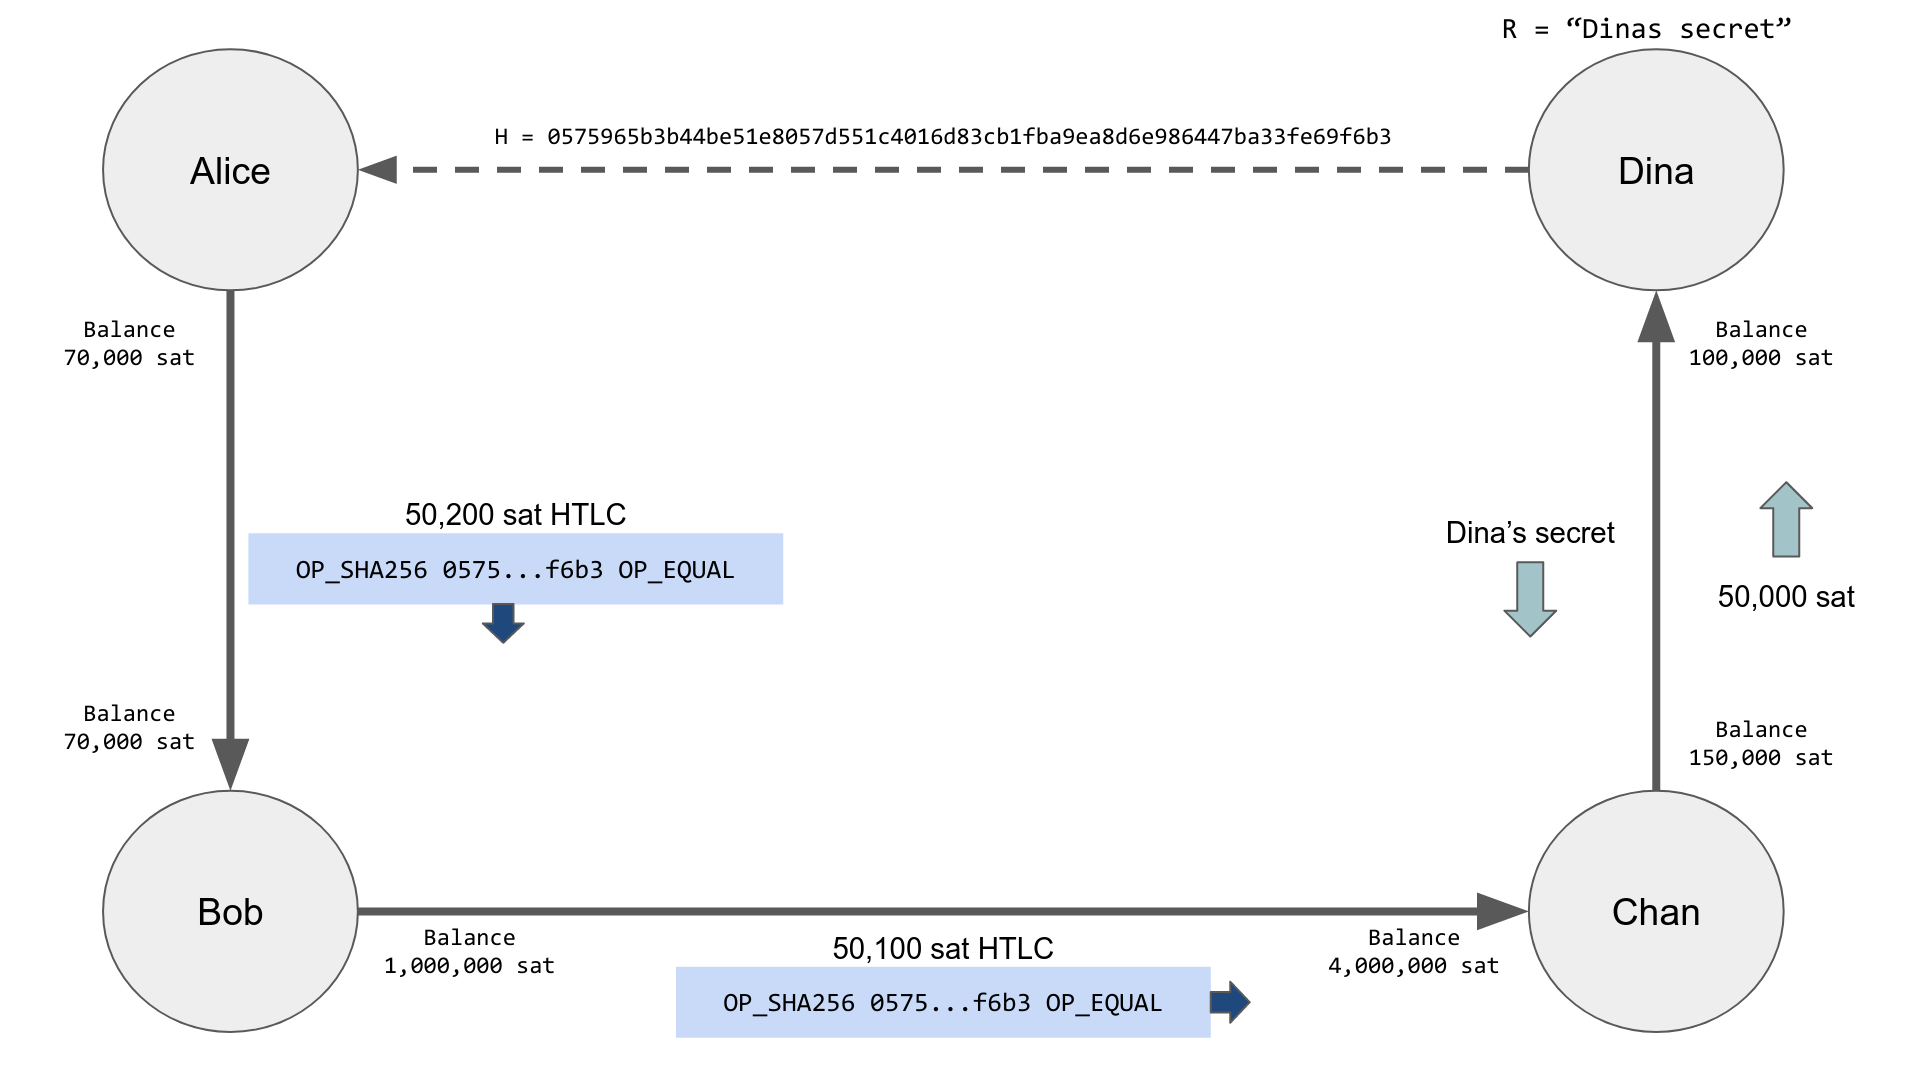 R = “Dinas secret”
H = 0575965b3b44be51e8057d551c4016d83cb1fba9ea8d6e986447ba33fe69f6b3
Alice
Dina
Balance
70,000 sat
Balance
100,000 sat
50,200 sat HTLC
OP_SHA256 0575...f6b3 OP_EQUAL
Dina’s secret
50,000 sat
Balance
70,000 sat
Balance
150,000 sat
Bob
Chan
Balance
1,000,000 sat
50,100 sat HTLC
OP_SHA256 0575...f6b3 OP_EQUAL
Balance
4,000,000 sat